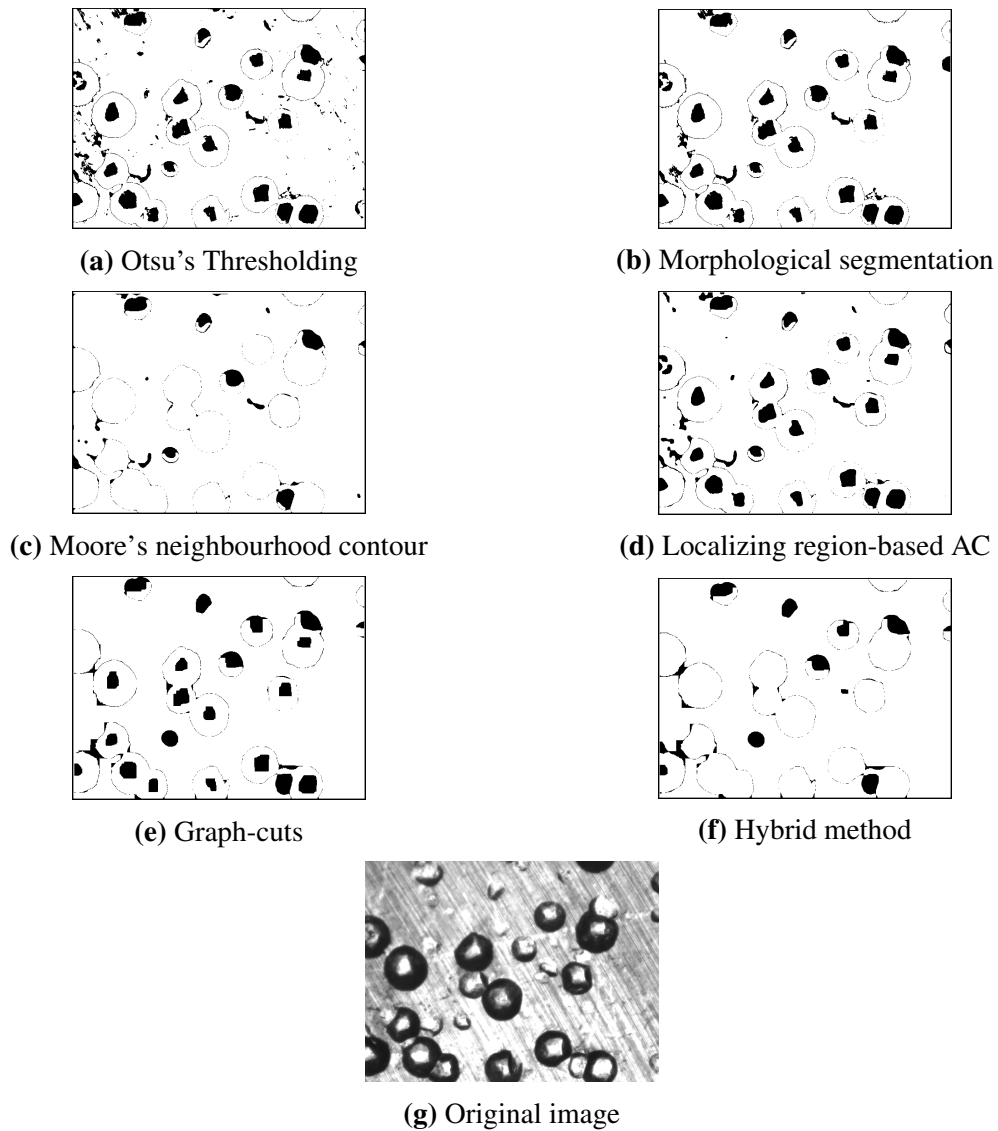 (a) Otsu's Thresholding
(b) Morphological segmentation
(c) Moore's neighbourhood contour
(d) Localizing region-based AC
(e) Graph-cuts
(f) Hybrid method
(g) Original image